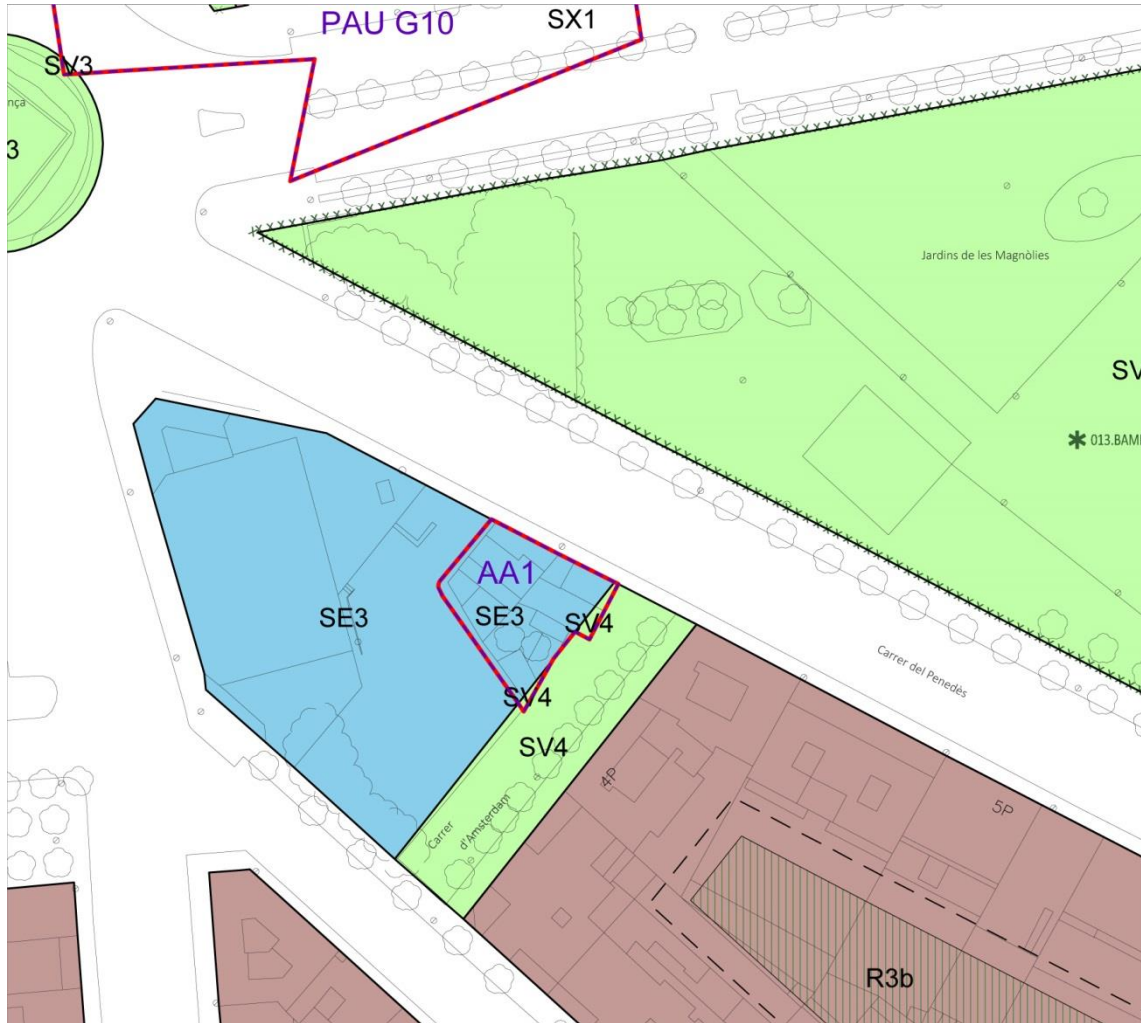 PAU G10
SX1
SV3
nça
3
Jardins de les Magnòlies
SV
013.BAM
AA1
SE3
SE3
SV4
SV4
SV4
Carrer del Penedès
Carrer
d'Amsterdam
4P
5P
R3b